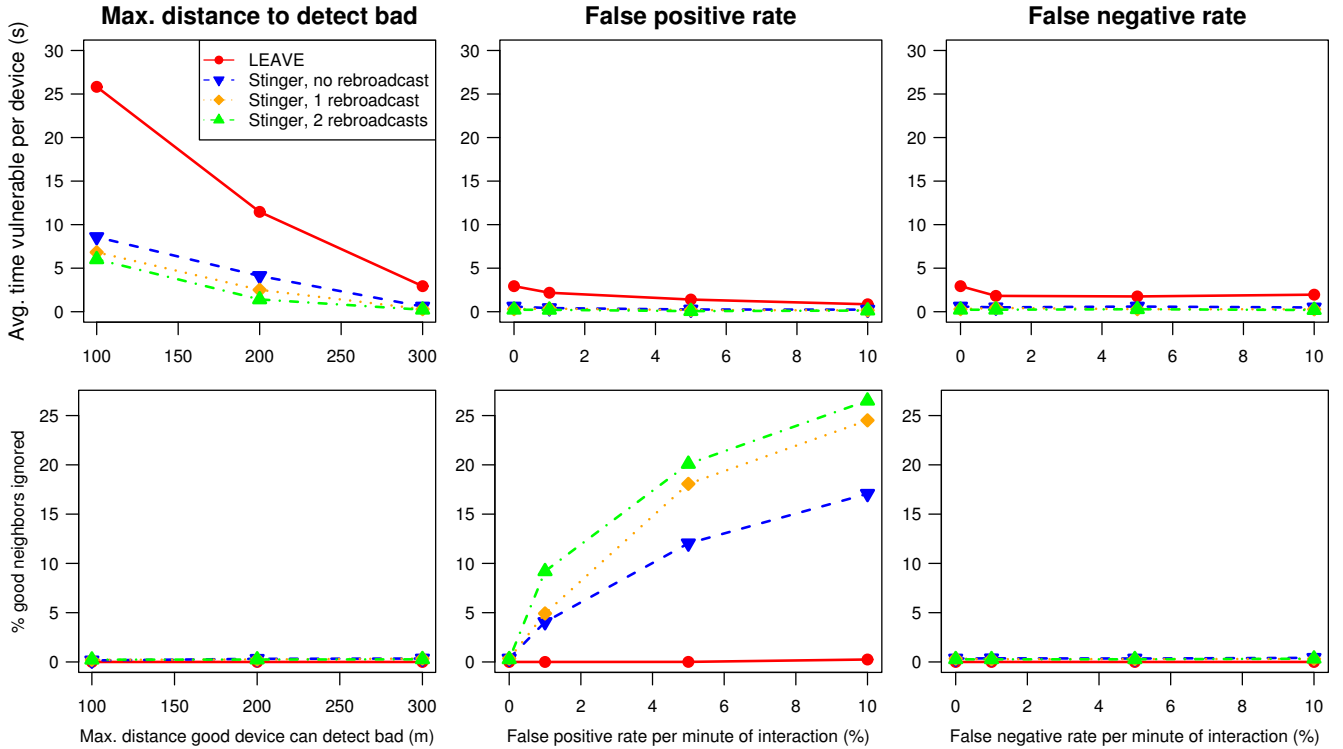 Max. distance to detect bad
False positive rate
False negative rate
Avg. time vulnerable per device (s)
30
25
20
15
10
5
0
100 150 200 250 300
LEAVE
Stinger, no rebroadcast
Stinger, 1 rebroadcast
Stinger, 2 rebroadcasts
30
25
20
15
10
5
0
0 2 4 6 8 10
30
25
20
15
10
5
0
0 2 4 6 8 10
% good neighbors ignored
25
20
15
10
5
0
100 150 200 250 300
Max. distance good device can detect bad (m)
25
20
15
10
5
0
0 2 4 6 8 10
False positive rate per minute of interaction (%)
25
20
15
10
5
0
0 2 4 6 8 10
False negative rate per minute of interaction (%)